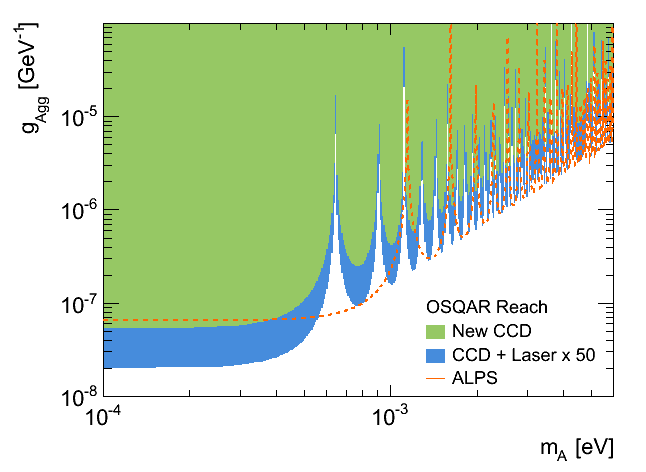 g_Agg [GeV^-1]
10^-5
10^-6
10^-7
10^-8
OSQAR Reach
New CCD
CCD + Laser x 50
ALPS
10^-4
10^-3
m_A [eV]